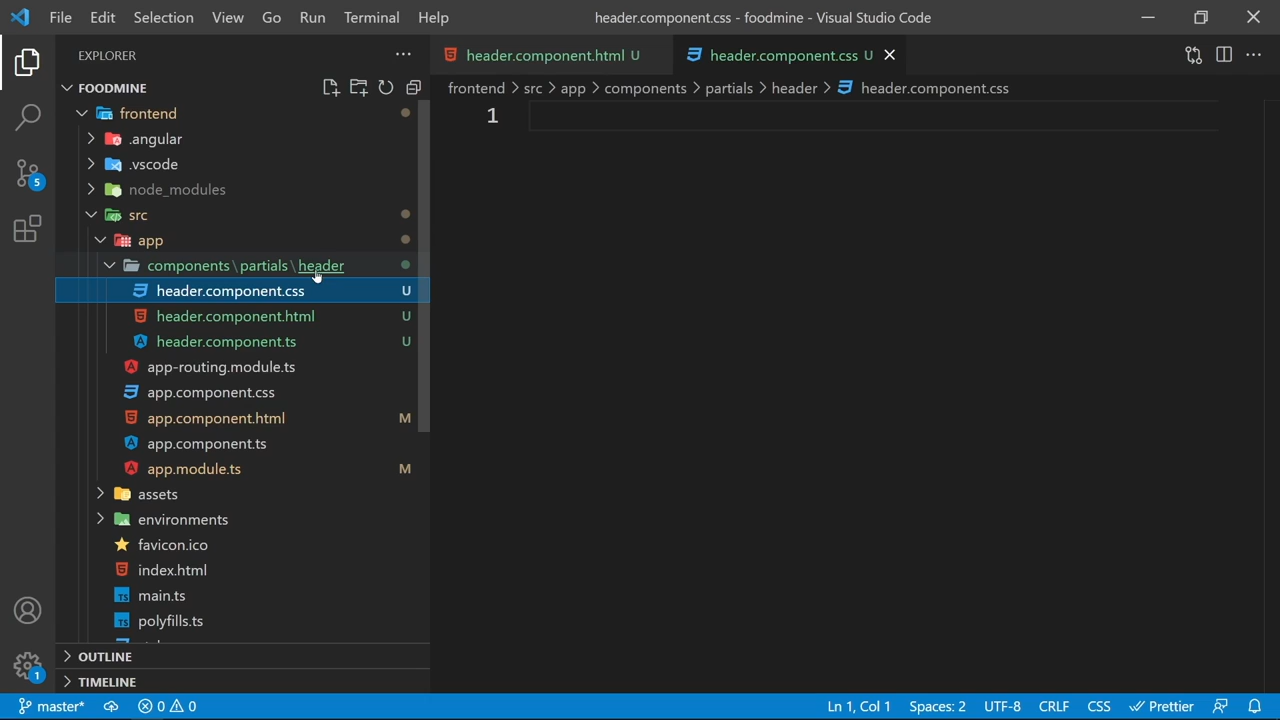 File Edit Selection View Go Run Terminal Help
header.component.css - foodmine - Visual Studio Code
EXPLORER
header.component.html U
header.component.css U
FOODMINE
frontend > src > app > components > partials > header > header.component.css
frontend
1
.angular
.vscode
5
node_modules
src
app
components\partials\header
header.component.css U
header.component.html U
header.component.ts U
app-routing.module.ts
app.component.css
app.component.html M
app.component.ts
app.module.ts M
assets
environments
favicon.ico
index.html
main.ts
polyfills.ts
OUTLINE
1
TIMELINE
master* 0 0 Ln 1, Col 1 Spaces: 2 UTF-8 CRLF CSS Prettier